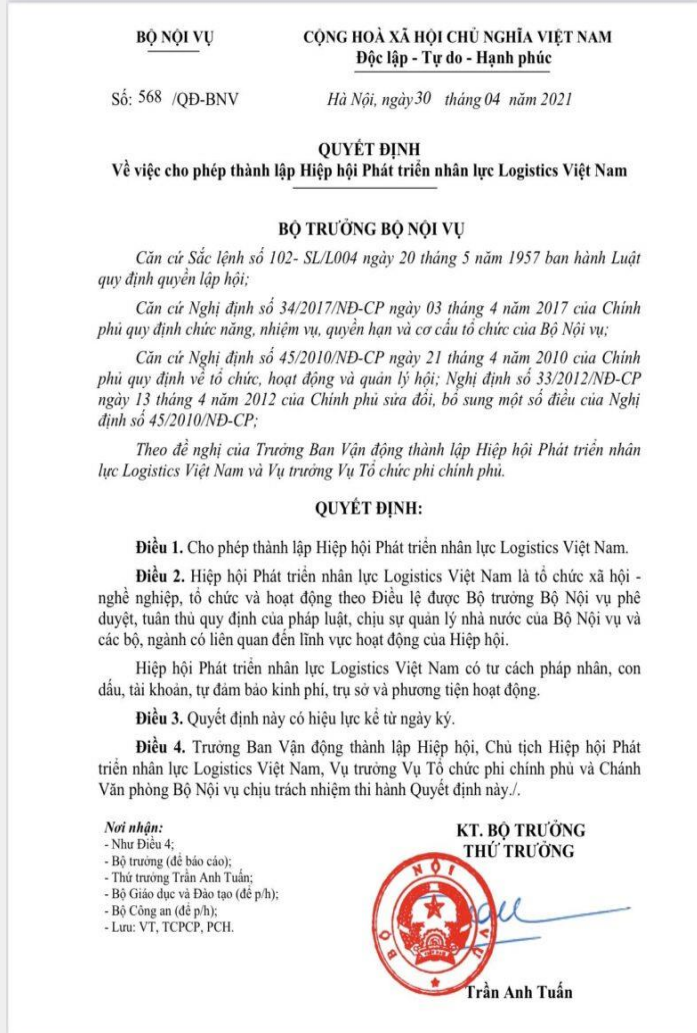 BỘ NỘI VỤ
CỘNG HOÀ XÃ HỘI CHỦ NGHĨA VIỆT NAM
Độc lập - Tự do - Hạnh phúc
Số: 568 /QĐ-BNV
Hà Nội, ngày 30 tháng 04 năm 2021
QUYẾT ĐỊNH
Về việc cho phép thành lập Hiệp hội Phát triển nhân lực Logistics Việt Nam
BỘ TRƯỞNG BỘ NỘI VỤ
Căn cứ Sắc lệnh số 102- SL/L004 ngày 20 tháng 5 năm 1957 ban hành Luật
quy định quyền lập hội;
Căn cứ Nghị định số 34/2017/NĐ-CP ngày 03 tháng 4 năm 2017 của Chính
phủ quy định chức năng, nhiệm vụ, quyền hạn và cơ cấu tổ chức của Bộ Nội vụ;
Căn cứ Nghị định số 45/2010/NĐ-CP ngày 21 tháng 4 năm 2010 của Chính
phủ quy định về tổ chức, hoạt động và quản lý hội; Nghị định số 33/2012/NĐ-CP
ngày 13 tháng 4 năm 2012 của Chính phủ sửa đổi, bổ sung một số điều của Nghị
định số 45/2010/NĐ-CP;
Theo đề nghị của Trưởng Ban Vận động thành lập Hiệp hội Phát triển nhân
lực Logistics Việt Nam và Vụ trưởng Vụ Tổ chức phi chính phủ.
QUYẾT ĐỊNH:
Điều 1. Cho phép thành lập Hiệp hội Phát triển nhân lực Logistics Việt Nam.
Điều 2. Hiệp hội Phát triển nhân lực Logistics Việt Nam là tổ chức xã hội -
nghề nghiệp, tổ chức và hoạt động theo Điều lệ được Bộ trưởng Bộ Nội vụ phê
duyệt, tuân thủ quy định của pháp luật, chịu sự quản lý nhà nước của Bộ Nội vụ và
các bộ, ngành có liên quan đến lĩnh vực hoạt động của Hiệp hội.
Hiệp hội Phát triển nhân lực Logistics Việt Nam có tư cách pháp nhân, con
dấu, tài khoản, tự đảm bảo kinh phí, trụ sở và phương tiện hoạt động.
Điều 3. Quyết định này có hiệu lực kể từ ngày ký.
Điều 4. Trưởng Ban Vận động thành lập Hiệp hội, Chủ tịch Hiệp hội Phát
triển nhân lực Logistics Việt Nam, Vụ trưởng Vụ Tổ chức phi chính phủ và Chánh
Văn phòng Bộ Nội vụ chịu trách nhiệm thi hành Quyết định này./.
Nơi nhận:
- Như Điều 4;
- Bộ trưởng (để báo cáo);
- Thứ trưởng Trần Anh Tuấn;
- Bộ Giáo dục và Đào tạo (để p/h);
- Bộ Công an (để p/h);
- Lưu: VT, TCPCP, PCH.
KT. BỘ TRƯỞNG
THỨ TRƯỞNG
BỘ NỘI VỤ
Trần Anh Tuấn